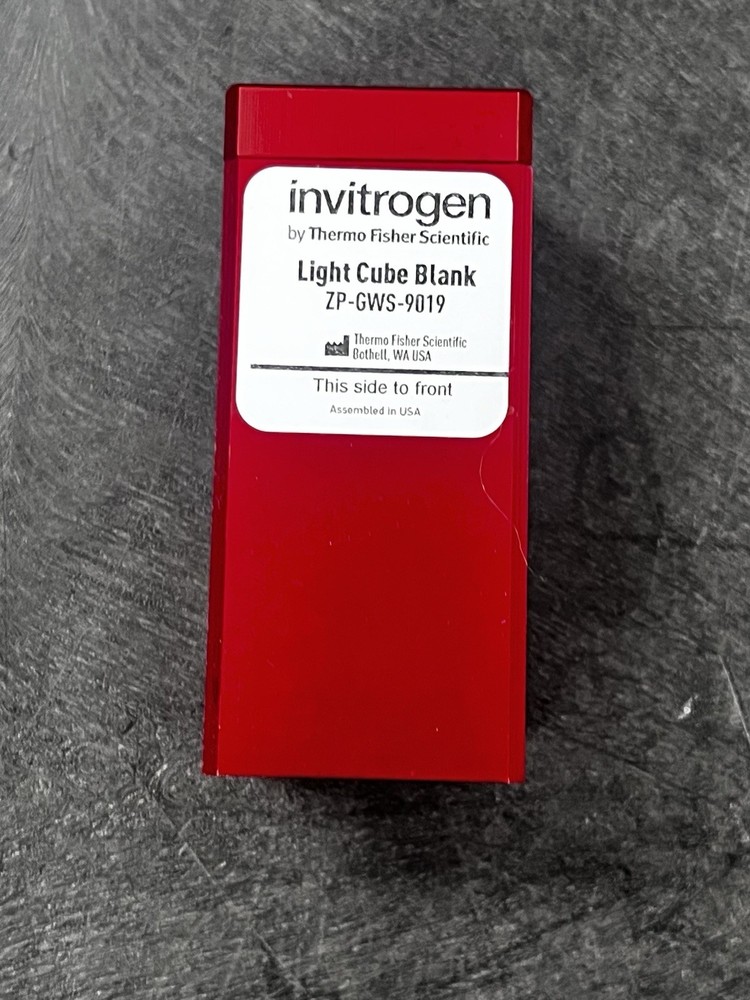 invitrogen
by Thermo Fisher Scientific
Light Cube Blank
ZP-GWS-9019
Thermo Fisher Scientific
Bothell, WA USA
This side to front
Assembled in USA